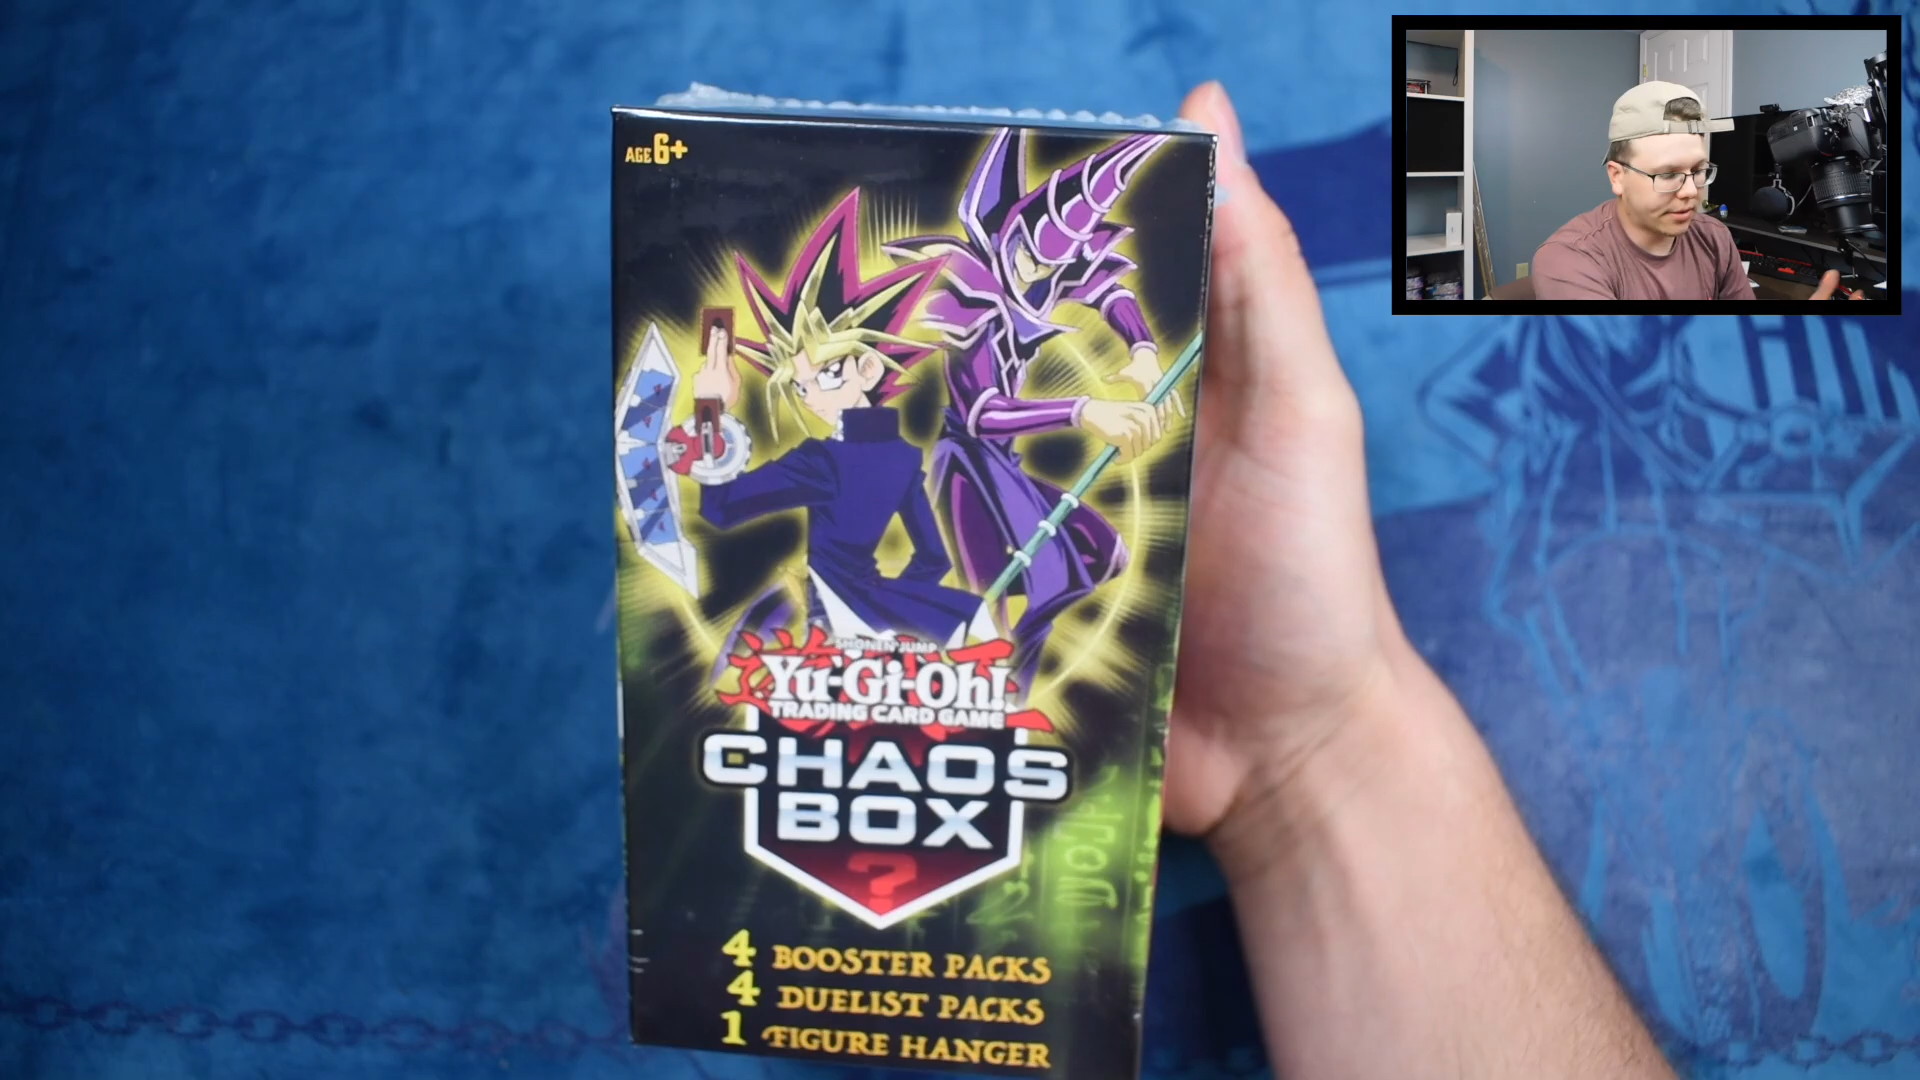 AGE 6+
SHONEN JUMP
Yu-Gi-Oh!
TRADING CARD GAME
CHAOS
BOX
?
4 BOOSTER PACKS
4 DUELIST PACKS
1 FIGURE HANGER